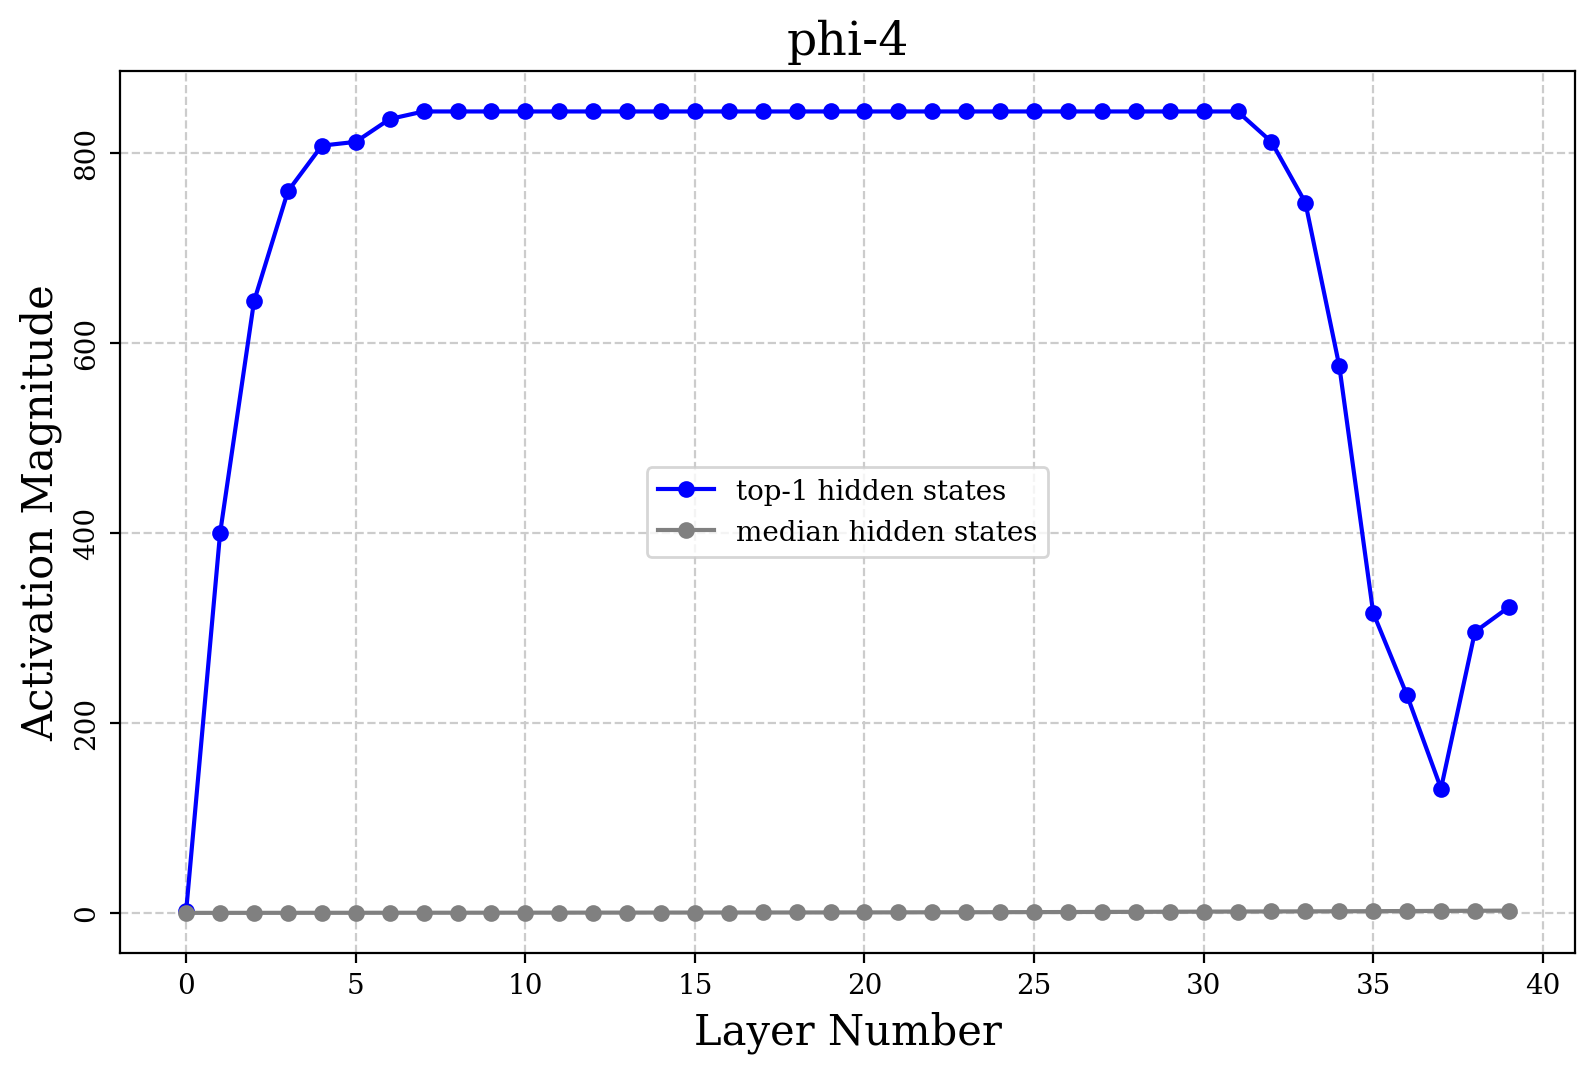 phi-4
Activation Magnitude
800
600
400
200
0
top-1 hidden states
median hidden states
0 5 10 15 20 25 30 35 40
Layer Number